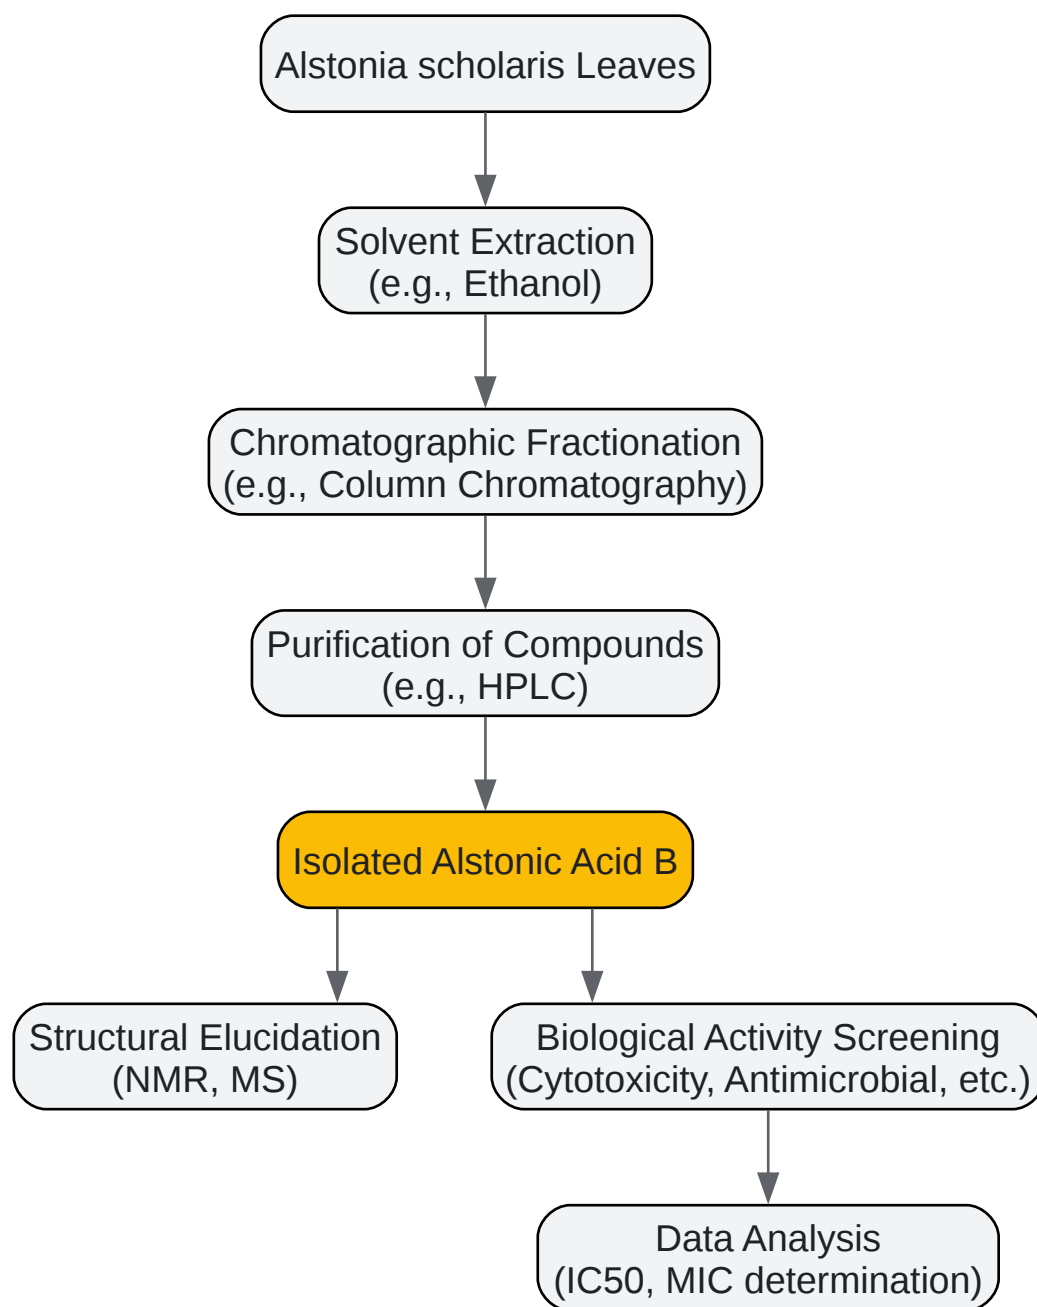 Alstonia scholaris Leaves
Solvent Extraction
(e.g., Ethanol)
Chromatographic Fractionation
(e.g., Column Chromatography)
Purification of Compounds
(e.g., HPLC)
Isolated Alstonic Acid B
Structural Elucidation
(NMR, MS)
Biological Activity Screening
(Cytotoxicity, Antimicrobial, etc.)
Data Analysis
(IC50, MIC determination)